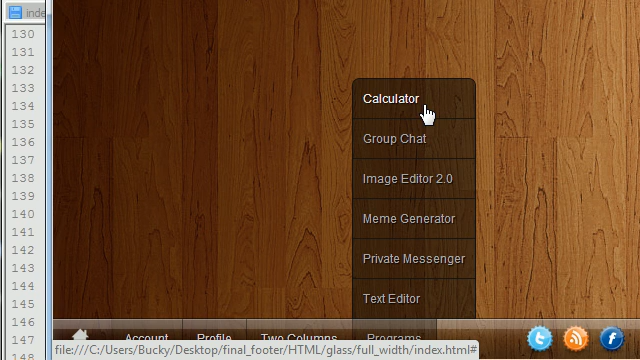 inde
130
131
132
133
134
135
136
137
138
139
140
141
142
143
144
145
146
147
148
Calculator
Group Chat
Image Editor 2.0
Meme Generator
Private Messenger
Text Editor
Account
Profile
Two Columns
Programs
file:///C:/Users/Bucky/Desktop/final_footer/HTML/glass/full_width/index.html#